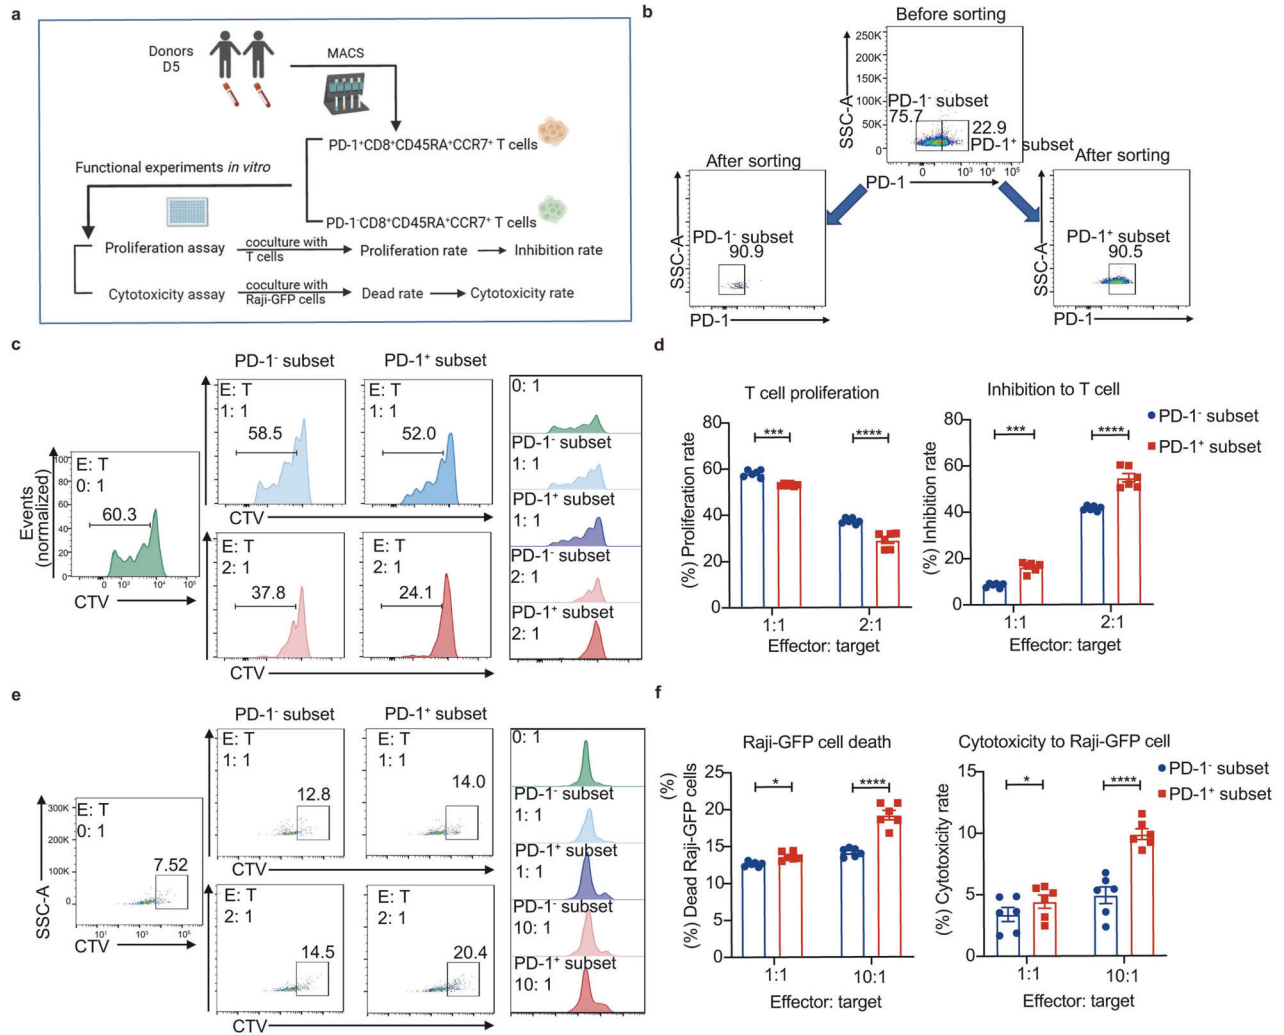 a
Donors
D5
MACS
PD-1⁺CD8⁺CD45RA⁺CCR7⁺ T cells
Functional experiments in vitro
PD-1⁻CD8⁺CD45RA⁺CCR7⁺ T cells
Proliferation assay
coculture with
T cells
Proliferation rate
Inhibition rate
Cytotoxicity assay
coculture with
Raji-GFP cells
Dead rate
Cytotoxicity rate
b
Before sorting
250K
200K
150K
100K
50K
0
SSC-A
PD-1⁻ subset
75.7
22.9
PD-1⁺ subset
0 10³ 10⁴ 10⁵
PD-1
After sorting
PD-1⁻ subset
90.9
SSC-A
PD-1
After sorting
PD-1⁺ subset
90.5
SSC-A
PD-1
c
PD-1⁻ subset
PD-1⁺ subset
E: T
0: 1
60.3
100
80
60
40
20
0
Events
(normalized)
0 10³ 10⁴ 10⁵
CTV
E: T
1: 1
58.5
E: T
1: 1
52.0
CTV
E: T
2: 1
37.8
E: T
2: 1
24.1
CTV
0: 1
PD-1⁻ subset
1: 1
PD-1⁺ subset
1: 1
PD-1⁻ subset
2: 1
PD-1⁺ subset
2: 1
d
T cell proliferation
(%) Proliferation rate
80
60
40
20
0
***
****
1:1 2:1
Effector: target
Inhibition to T cell
(%) Inhibition rate
80
60
40
20
0
***
****
1:1 2:1
Effector: target
PD-1⁻ subset
PD-1⁺ subset
e
PD-1⁻ subset
PD-1⁺ subset
E: T
0: 1
7.52
300K
200K
100K
0
SSC-A
10¹ 10³ 10⁵
CTV
E: T
1: 1
12.8
E: T
1: 1
14.0
CTV
E: T
2: 1
14.5
E: T
2: 1
20.4
CTV
0: 1
PD-1⁻ subset
1: 1
PD-1⁺ subset
1: 1
PD-1⁻ subset
10: 1
PD-1⁺ subset
10: 1
f
Raji-GFP cell death
(%)
(%) Dead Raji-GFP cells
25
20
15
10
5
0
*
****
1:1 10:1
Effector: target
Cytotoxicity to Raji-GFP cell
(%) Cytotoxicity rate
15
10
5
0
*
****
1:1 10:1
Effector: target
PD-1⁻ subset
PD-1⁺ subset